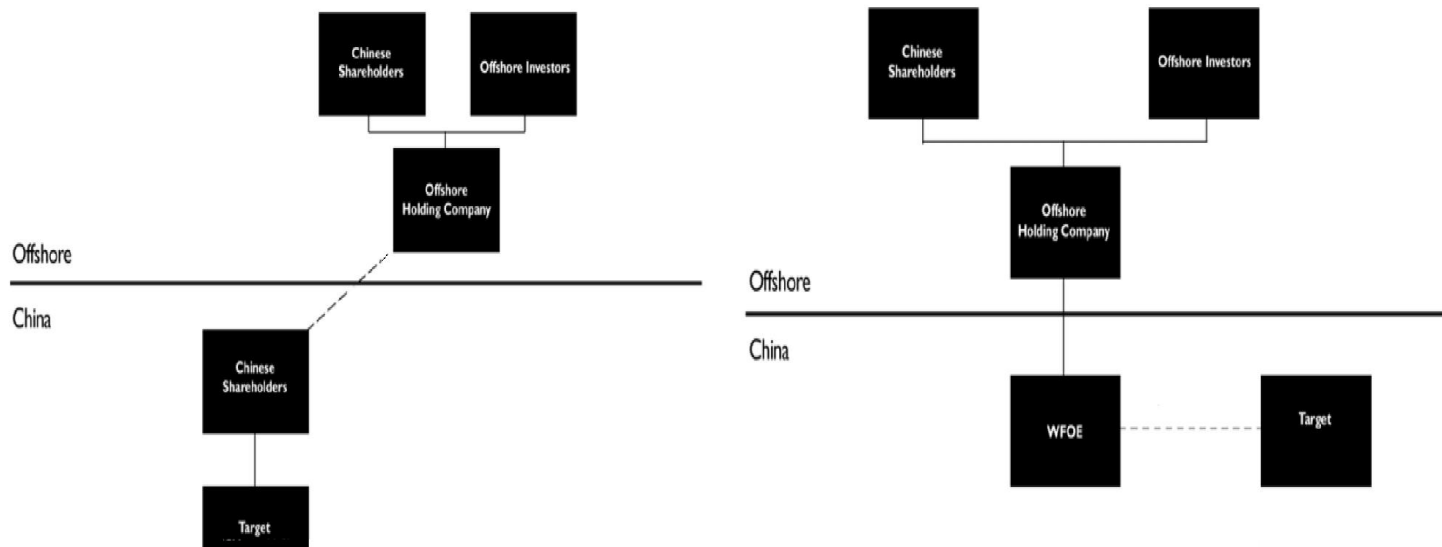 Chinese
Shareholders
Offshore Investors
Offshore
Holding Company
Offshore
China
Chinese
Shareholders
Target
Chinese
Shareholders
Offshore Investors
Offshore
Holding Company
Offshore
China
WFOE
Target